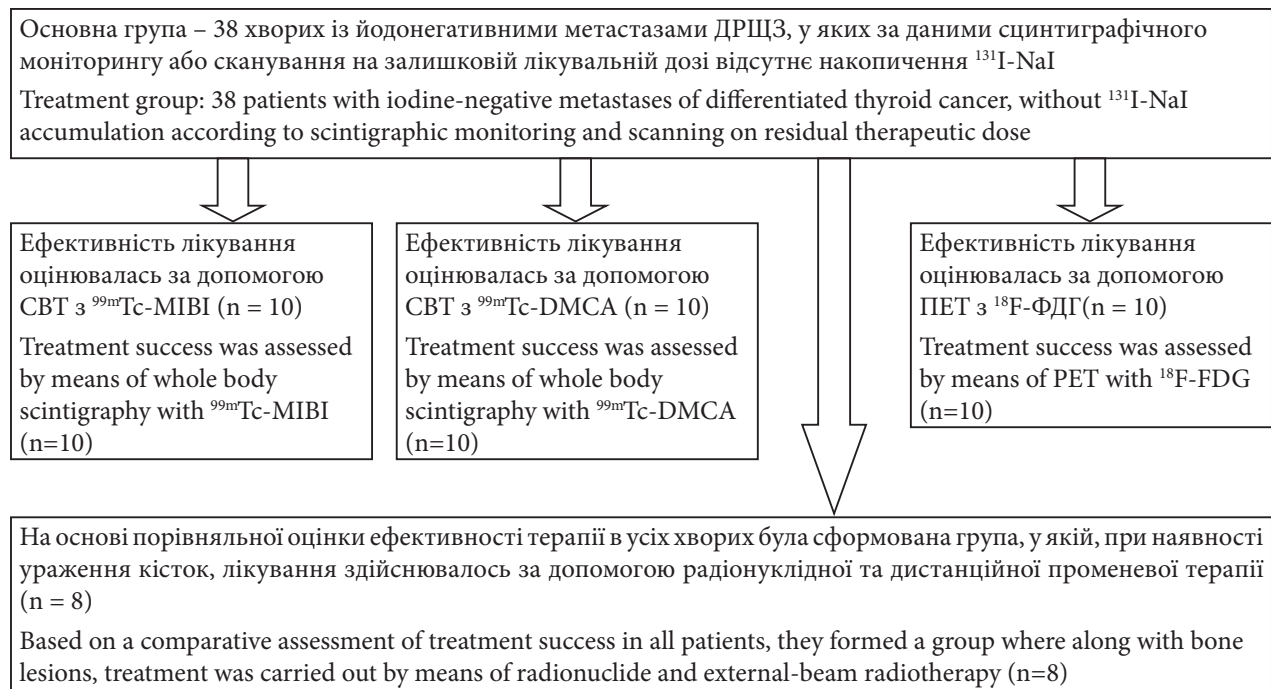 Основна група – 38 хворих із йодонегативними метастазами ДРЩЗ, у яких за даними сцинтиграфічного
моніторингу або сканування на залишковій лікувальній дозі відсутнє накопичення ¹³¹I-NaI
Treatment group: 38 patients with iodine-negative metastases of differentiated thyroid cancer, without ¹³¹I-NaI
accumulation according to scintigraphic monitoring and scanning on residual therapeutic dose
Ефективність лікування
оцінювалась за допомогою
СВТ з ⁹⁹ᵐTc-MIBI (n = 10)
Treatment success was assessed
by means of whole body
scintigraphy with ⁹⁹ᵐTc-MIBI
(n=10)
Ефективність лікування
оцінювалась за допомогою
СВТ з ⁹⁹ᵐTc-DMCA (n = 10)
Treatment success was assessed
by means of whole body
scintigraphy with ⁹⁹ᵐTc-DMCA
(n=10)
Ефективність лікування
оцінювалась за допомогою
ПЕТ з ¹⁸F-ФДГ(n = 10)
Treatment success was assessed
by means of PET with ¹⁸F-FDG
(n=10)
На основі порівняльної оцінки ефективності терапії в усіх хворих була сформована група, у якій, при наявності
ураження кісток, лікування здійснювалось за допомогою радіонуклідної та дистанційної променевої терапії
(n = 8)
Based on a comparative assessment of treatment success in all patients, they formed a group where along with bone
lesions, treatment was carried out by means of radionuclide and external-beam radiotherapy (n=8)